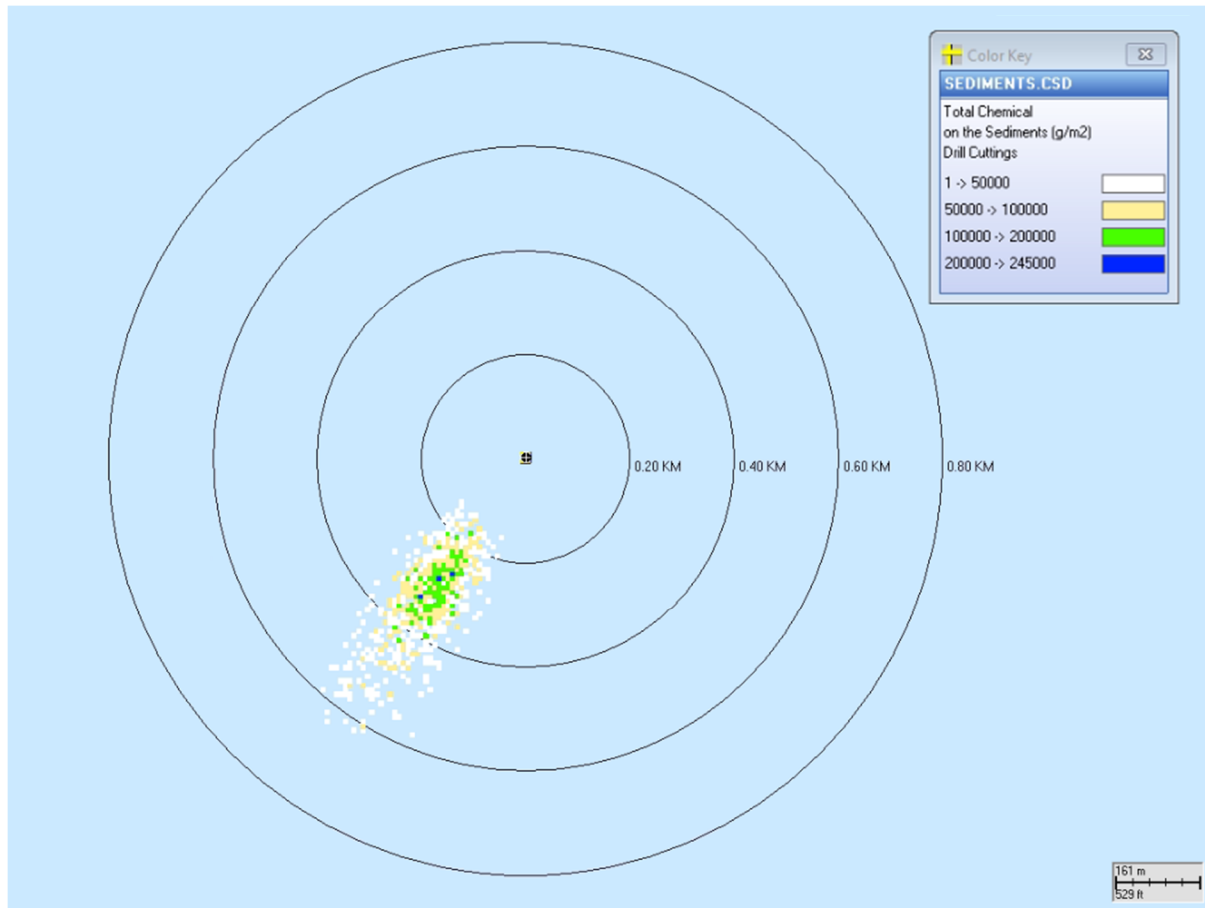 Color Key
SEDIMENTS.CSD
Total Chemical
on the Sediments (g/m2)
Drill Cuttings
1 -> 50000
50000 -> 100000
100000 -> 200000
200000 -> 245000
0.20 KM
0.40 KM
0.60 KM
0.80 KM
161 m
529 ft